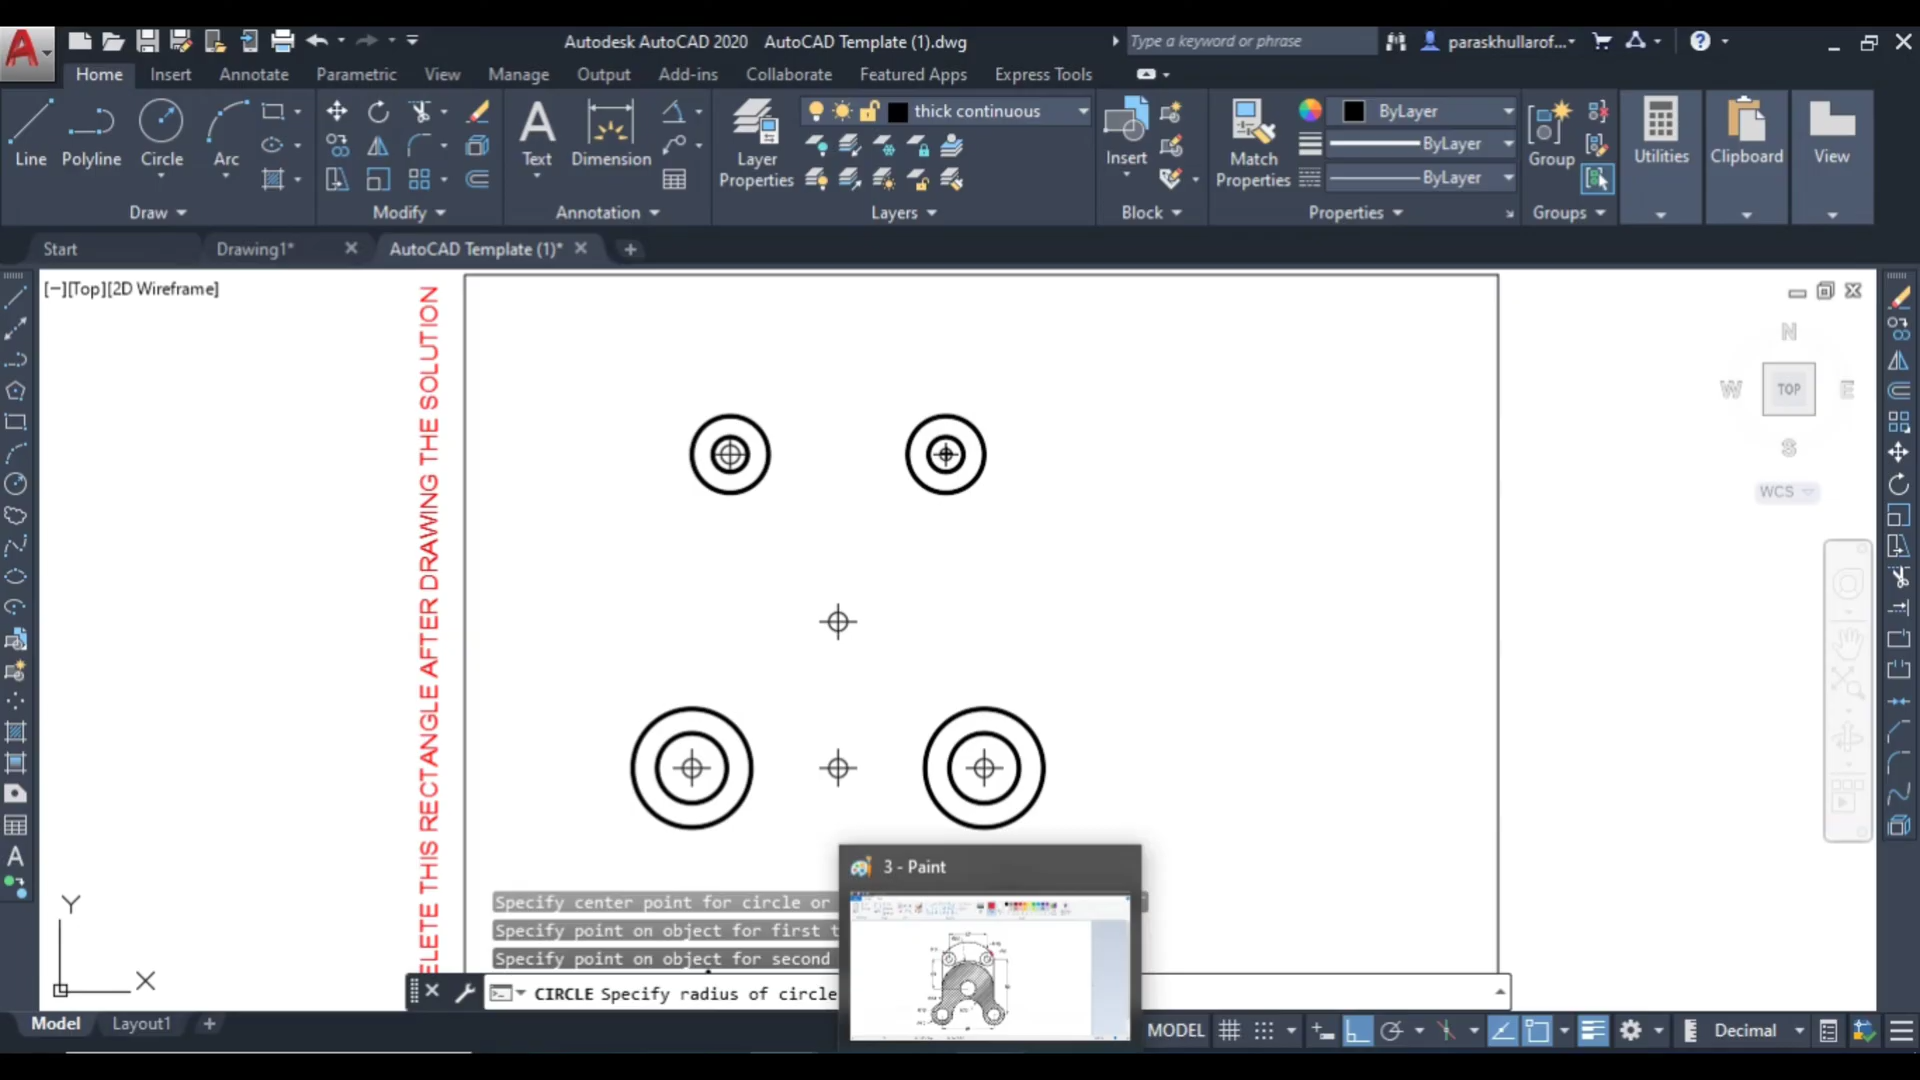 Autodesk AutoCAD 2020 AutoCAD Template (1).dwg
Type a keyword or phrase
paraskhullarof...
Home Insert Annotate Parametric View Manage Output Add-ins Collaborate Featured Apps Express Tools
Line Polyline Circle Arc
Text Dimension
Layer Properties
thick continuous
Insert
Match Properties
ByLayer
ByLayer
ByLayer
Group
Utilities
Clipboard
View
Draw Modify Annotation Layers Block Properties Groups
Start Drawing1* AutoCAD Template (1)*
[−][Top][2D Wireframe]
ELETE THIS RECTANGLE AFTER DRAWING THE SOLUTION
N
W TOP E
S
WCS
3 - Paint
Specify center point for circle or
Specify point on object for first t
Specify point on object for second
CIRCLE Specify radius of circle
Y
X
Model Layout1
MODEL
Decimal